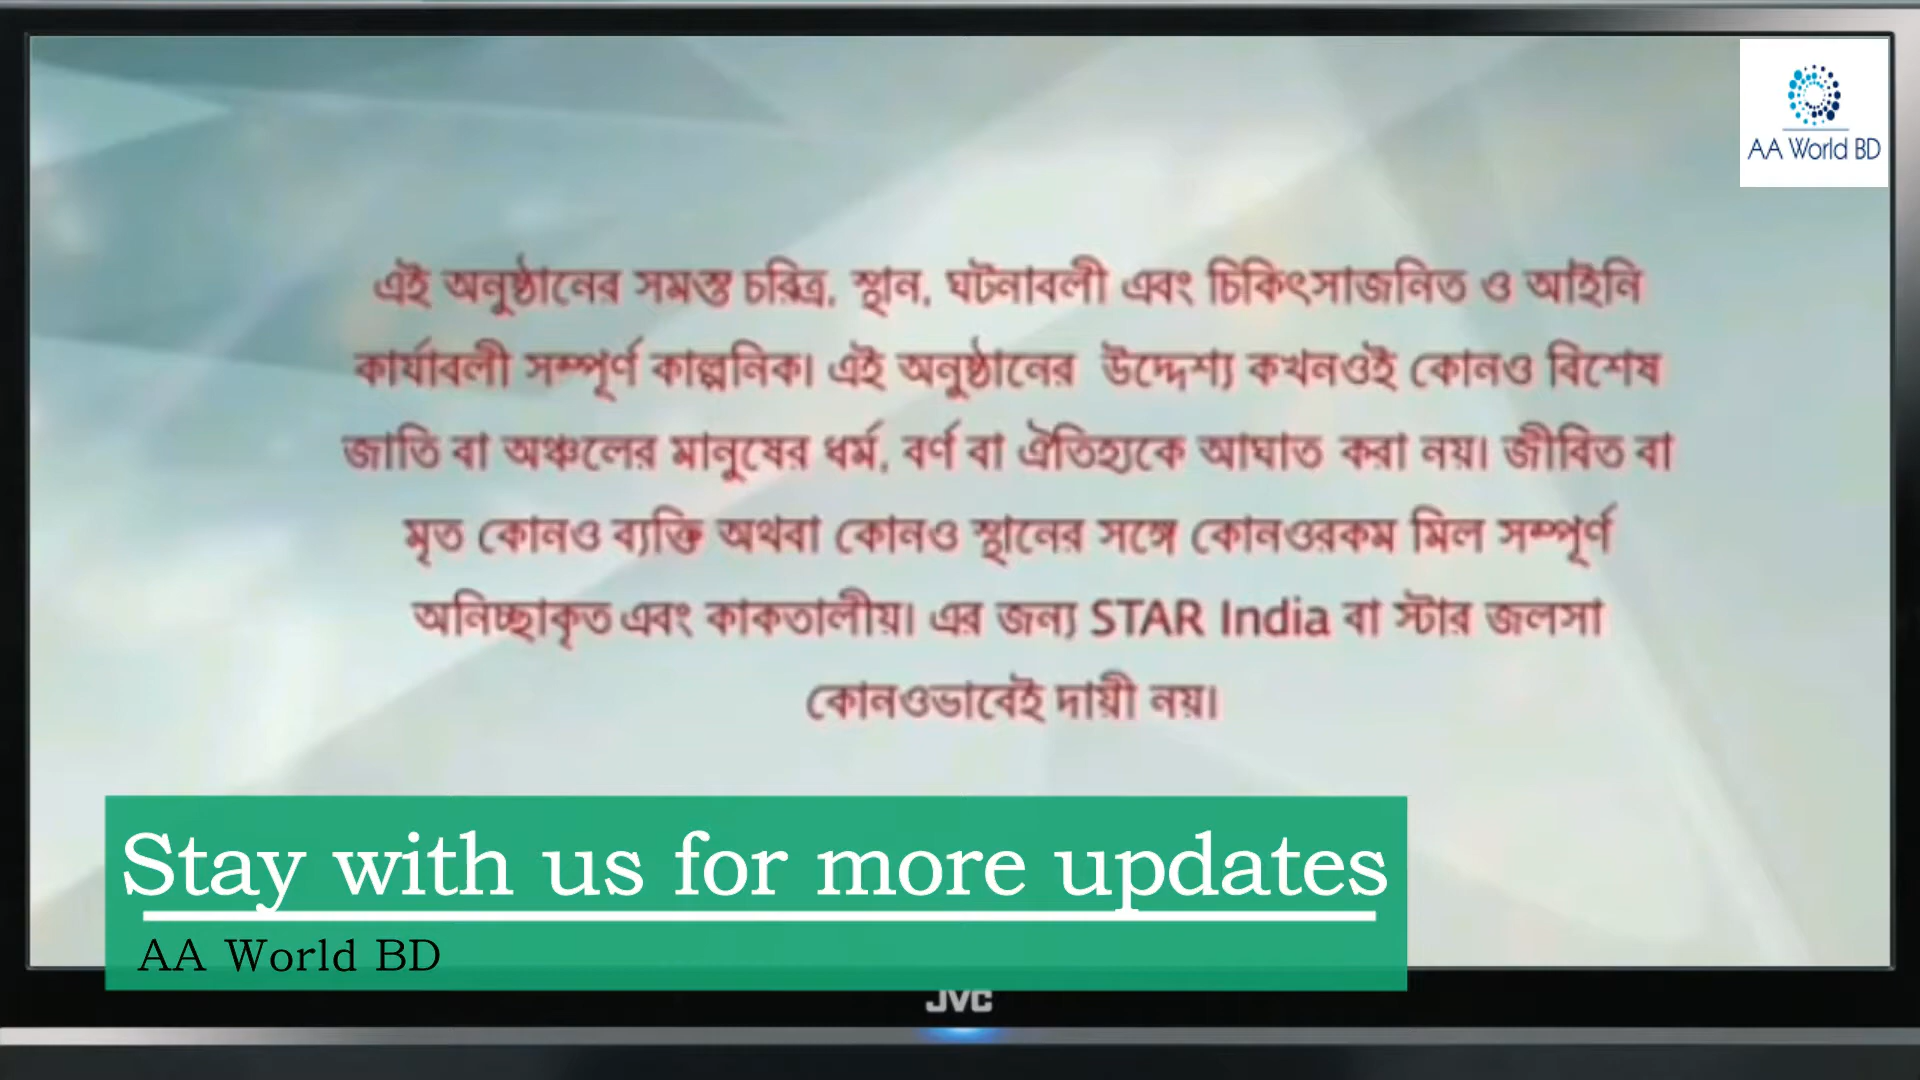 AA World BD
এই অনুষ্ঠানের সমস্ত চরিত্র, স্থান, ঘটনাবলী এবং চিকিৎসাজনিত ও আইনি
কার্যাবলী সম্পূর্ণ কাল্পনিক। এই অনুষ্ঠানের উদ্দেশ্য কখনওই কোনও বিশেষ
জাতি বা অঞ্চলের মানুষের ধর্ম, বর্ণ বা ঐতিহ্যকে আঘাত করা নয়। জীবিত বা
মৃত কোনও ব্যক্তি অথবা কোনও স্থানের সঙ্গে কোনওরকম মিল সম্পূর্ণ
অনিচ্ছাকৃত এবং কাকতালীয়। এর জন্য STAR India বা স্টার জলসা
কোনওভাবেই দায়ী নয়।
Stay with us for more updates
AA World BD
JVC